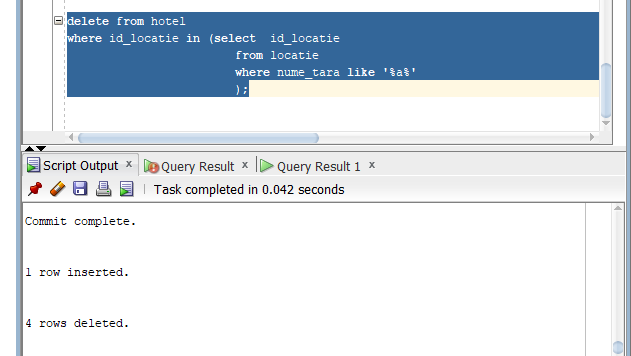 delete from hotel
where id_locatie in (select  id_locatie
from locatie
where nume_tara like '%a%'
);
Script Output x Query Result x Query Result 1 x
Task completed in 0.042 seconds
Commit complete.
1 row inserted.
4 rows deleted.